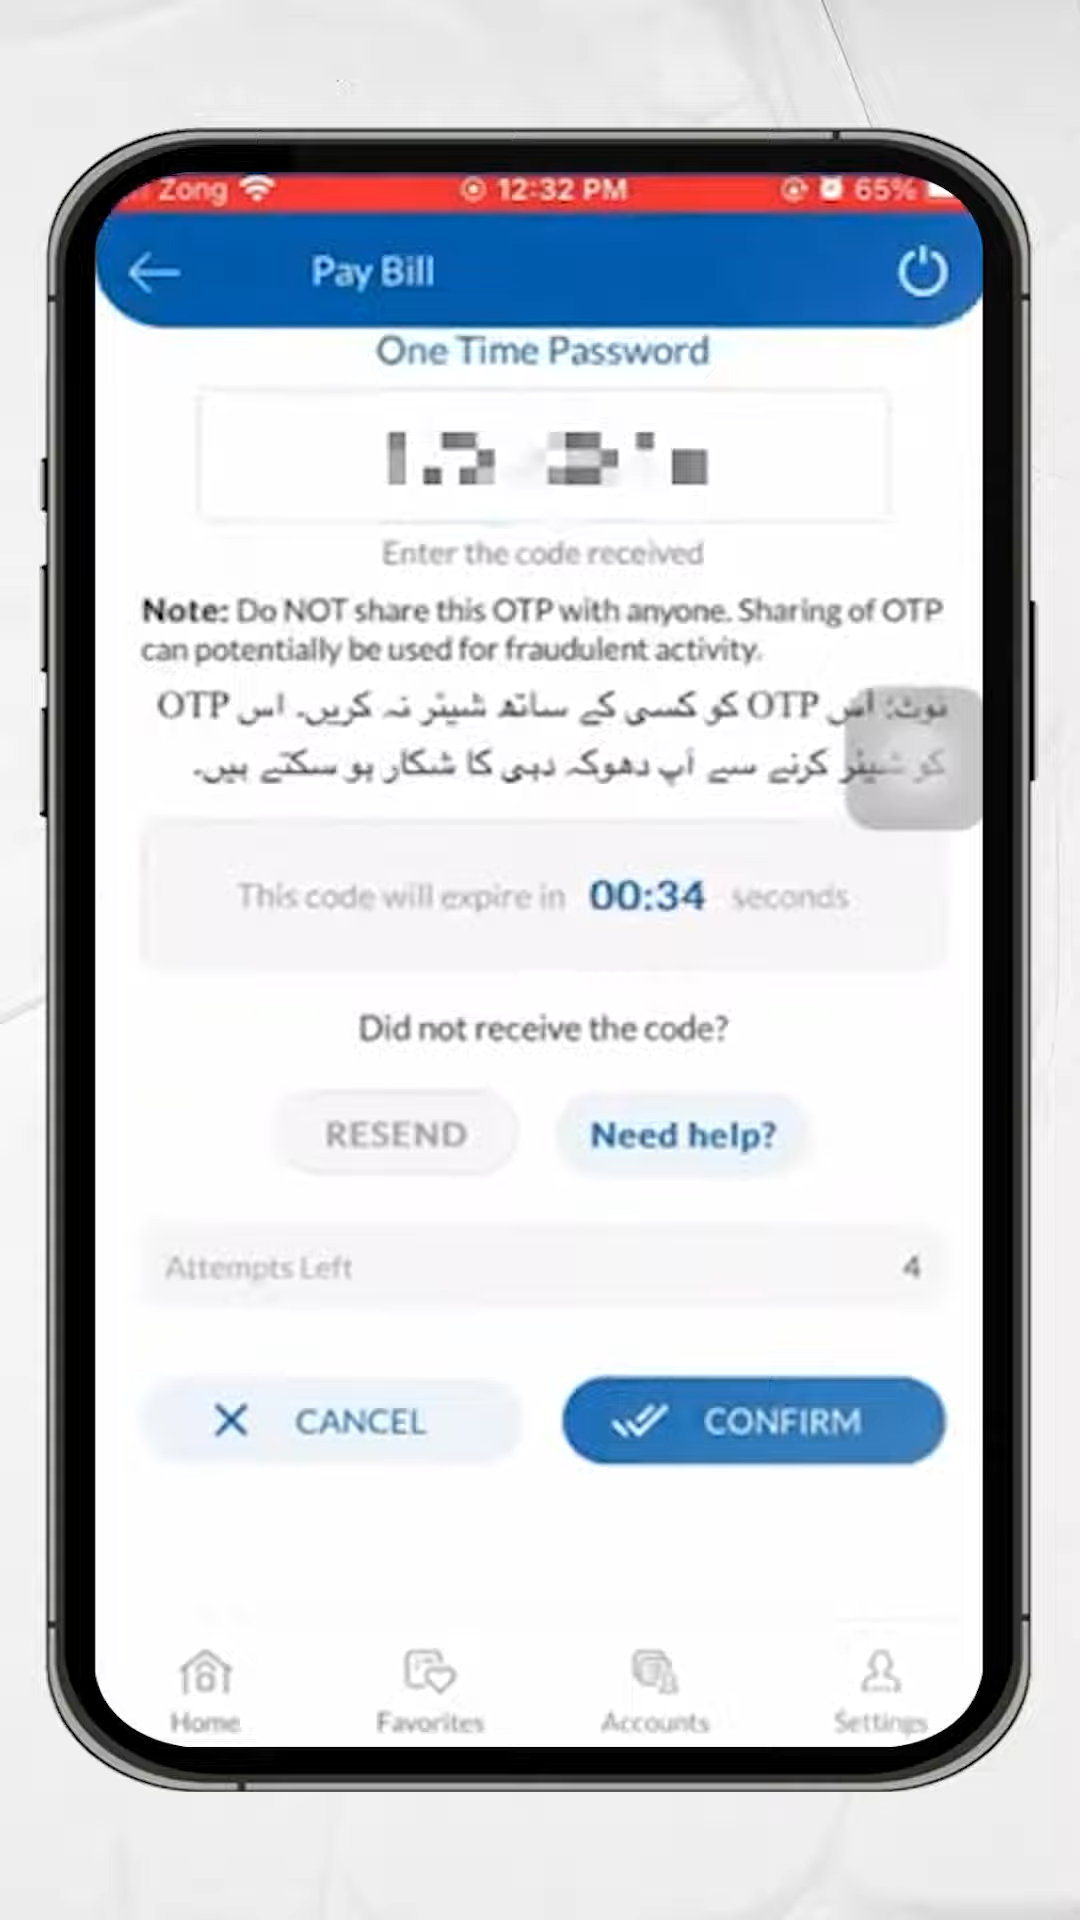 Zong 12:32 PM 65%
Pay Bill
One Time Password
Enter the code received
Note: Do NOT share this OTP with anyone. Sharing of OTP
can potentially be used for fraudulent activity.
نوٹ: اس OTP کو کسی کے ساتھ شیئر نہ کریں۔ اس OTP
کو شیئر کرنے سے آپ دھوکہ دہی کا شکار ہو سکتے ہیں۔
This code will expire in 00:34 seconds
Did not receive the code?
RESEND Need help?
Attempts Left 4
CANCEL CONFIRM
Home Favorites Accounts Settings